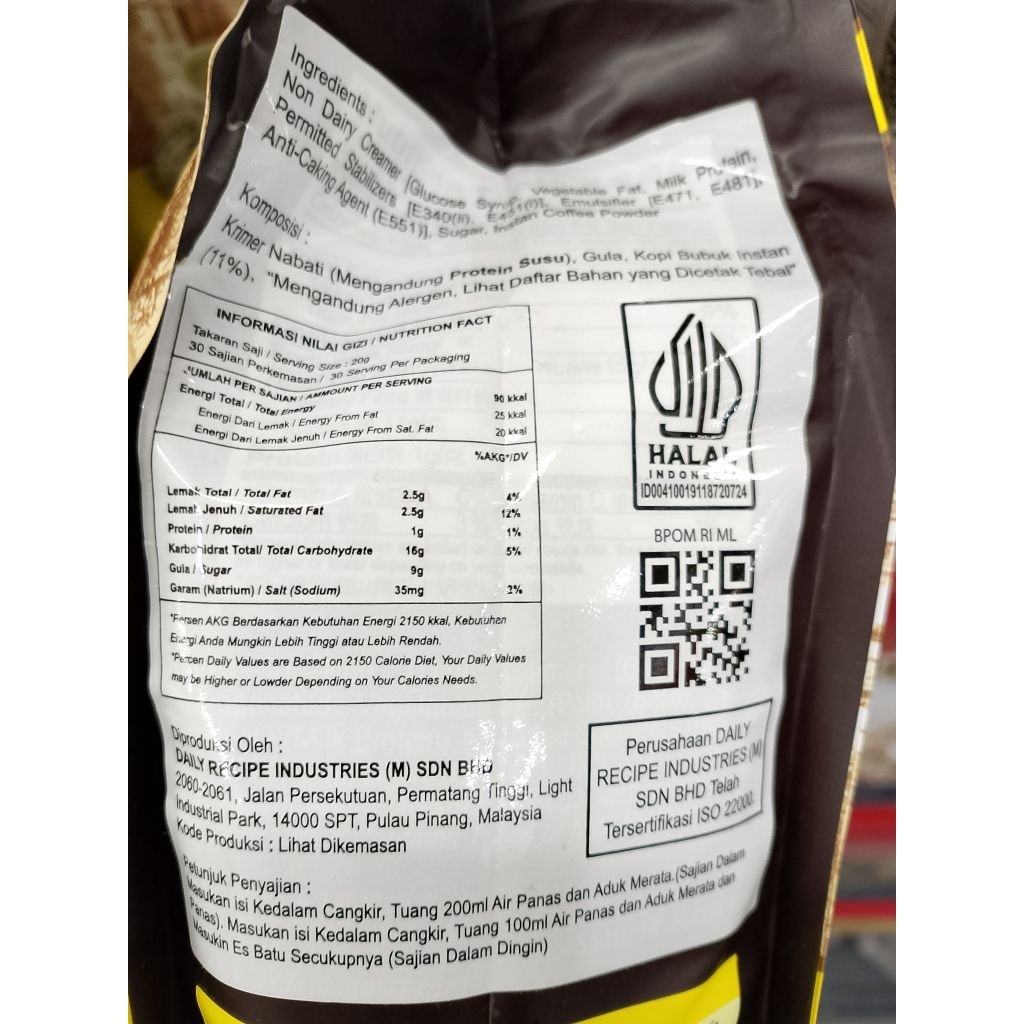 Ingredients :
Non Dairy Creamer [Glucose Syrup, Vegetable Fat, Milk Protein,
Permitted Stabilizers [E340(ii), E451(i)], Emulsifier [E471, E481],
Anti-Caking Agent (E551)], Sugar, Instan Coffee Powder
Komposisi :
Krimer Nabati (Mengandung Protein Susu), Gula, Kopi Bubuk Instan
(11%), "Mengandung Alergen, Lihat Daftar Bahan yang Dicetak Tebal"
INFORMASI NILAI GIZI / NUTRITION FACT
Takaran Saji / Serving Size : 20g
30 Sajian Perkemasan / 30 Serving Per Packaging
JUMLAH PER SAJIAN / AMMOUNT PER SERVING
Energi Total / Total Energy 90 kkal
Energi Dari Lemak / Energy From Fat 25 kkal
Energi Dari Lemak Jenuh / Energy From Sat. Fat 20 kkal
%AKG*/DV
Lemak Total / Total Fat 2.5g 4%
Lemak Jenuh / Saturated Fat 2.5g 12%
Protein / Protein 1g 1%
Karbohidrat Total/ Total Carbohydrate 16g 5%
Gula / Sugar 9g
Garam (Natrium) / Salt (Sodium) 35mg 2%
*Persen AKG Berdasarkan Kebutuhan Energi 2150 kkal, Kebutuhan
Energi Anda Mungkin Lebih Tinggi atau Lebih Rendah.
*Percen Daily Values are Based on 2150 Calorie Diet, Your Daily Values
may be Higher or Lowder Depending on Your Calories Needs.
HALAL
INDONESIA
ID00410019118720724
BPOM RI ML
Diproduksi Oleh :
DAILY RECIPE INDUSTRIES (M) SDN BHD
2060-2061, Jalan Persekutuan, Permatang Tinggi, Light
Industrial Park, 14000 SPT, Pulau Pinang, Malaysia
Kode Produksi : Lihat Dikemasan
Perusahaan DAILY
RECIPE INDUSTRIES (M)
SDN BHD Telah
Tersertifikasi ISO 22000.
Petunjuk Penyajian :
Masukan isi Kedalam Cangkir, Tuang 200ml Air Panas dan Aduk Merata.(Sajian Dalam
Panas). Masukan isi Kedalam Cangkir, Tuang 100ml Air Panas dan Aduk Merata dan
Masukin Es Batu Secukupnya (Sajian Dalam Dingin)